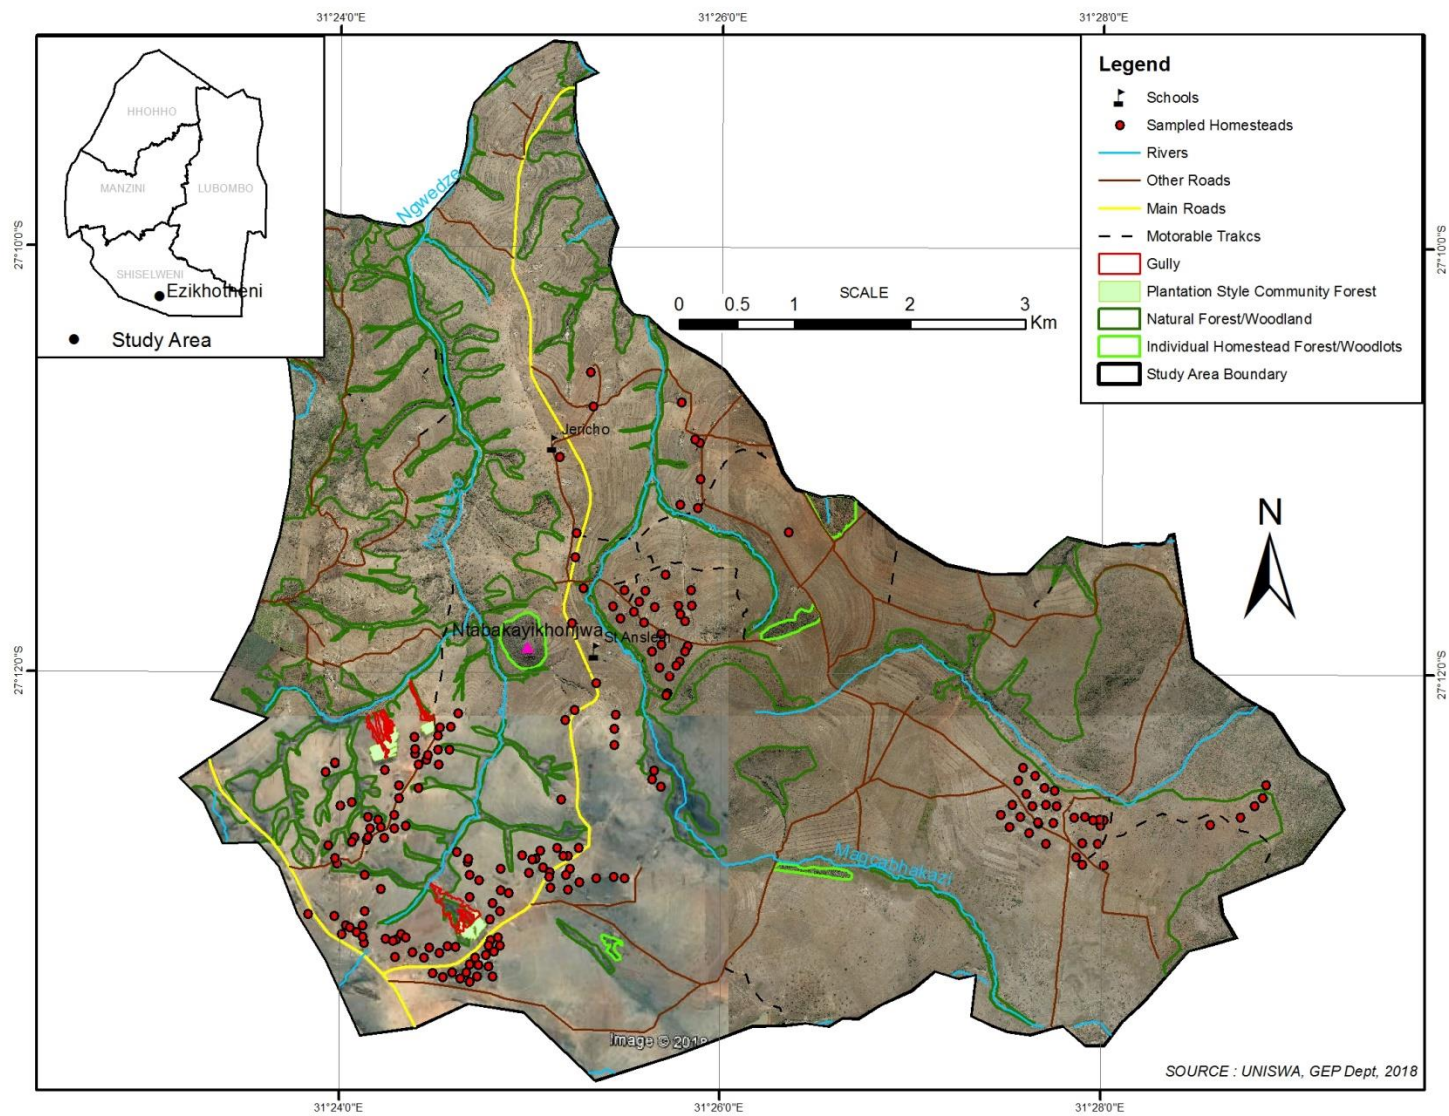 31°24'0"E
31°26'0"E
31°28'0"E
HHOHHO
MANZINI
LUBOMBO
SHISELWENI
Ezikhotheni
Study Area
Legend
Schools
Sampled Homesteads
Rivers
Other Roads
Main Roads
Motorable Trakcs
Gully
Plantation Style Community Forest
Natural Forest/Woodland
Individual Homestead Forest/Woodlots
Study Area Boundary
Ngwedze
27°10'0"S
27°10'0"S
SCALE
0 0.5 1 2 3
Km
Jericho
N
Ntabakayikhonjwa
St Anslem
27°12'0"S
27°12'0"S
Image © 2018
SOURCE : UNISWA, GEP Dept, 2018
31°24'0"E
31°26'0"E
31°28'0"E